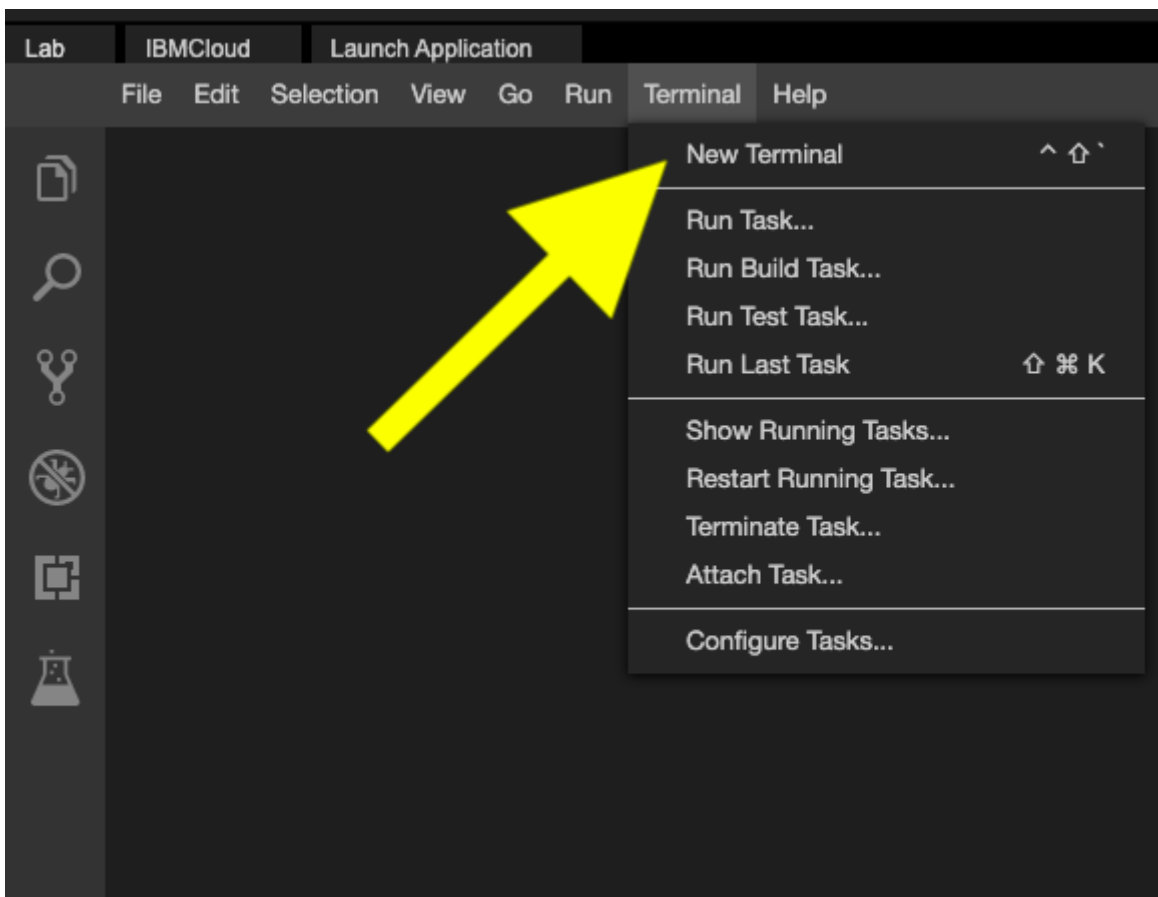 Lab IBMCloud Launch Application
File Edit Selection View Go Run Terminal Help
New Terminal ^ ⇧ `
Run Task...
Run Build Task...
Run Test Task...
Run Last Task ⇧ ⌘ K
Show Running Tasks...
Restart Running Task...
Terminate Task...
Attach Task...
Configure Tasks...